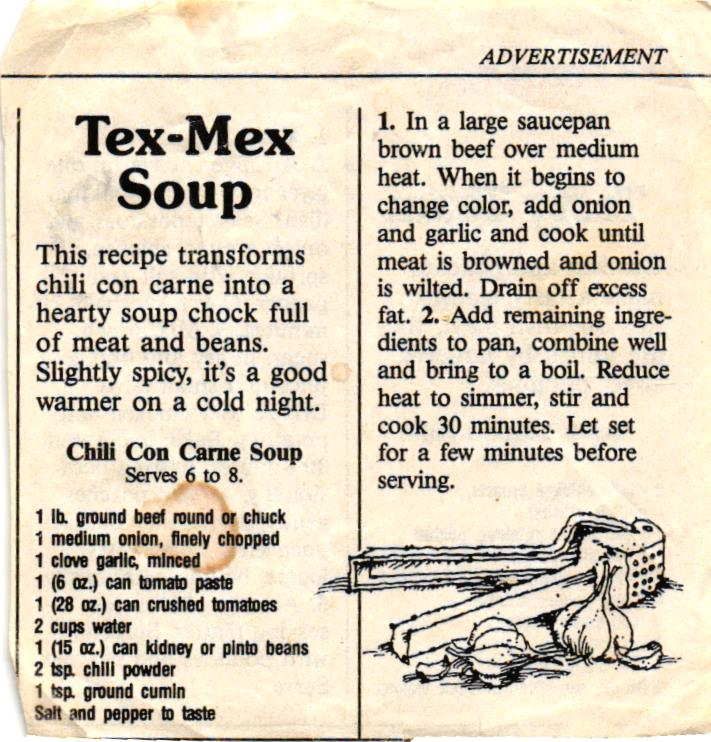 ADVERTISEMENT
Tex-Mex
Soup
This recipe transforms
chili con carne into a
hearty soup chock full
of meat and beans.
Slightly spicy, it's a good
warmer on a cold night.
Chili Con Carne Soup
Serves 6 to 8.
1 lb. ground beef round or chuck
1 medium onion, finely chopped
1 clove garlic, minced
1 (6 oz.) can tomato paste
1 (28 oz.) can crushed tomatoes
2 cups water
1 (15 oz.) can kidney or pinto beans
2 tsp. chili powder
1 tsp. ground cumin
Salt and pepper to taste
1. In a large saucepan
brown beef over medium
heat. When it begins to
change color, add onion
and garlic and cook until
meat is browned and onion
is wilted. Drain off excess
fat. 2. Add remaining ingre-
dients to pan, combine well
and bring to a boil. Reduce
heat to simmer, stir and
cook 30 minutes. Let set
for a few minutes before
serving.